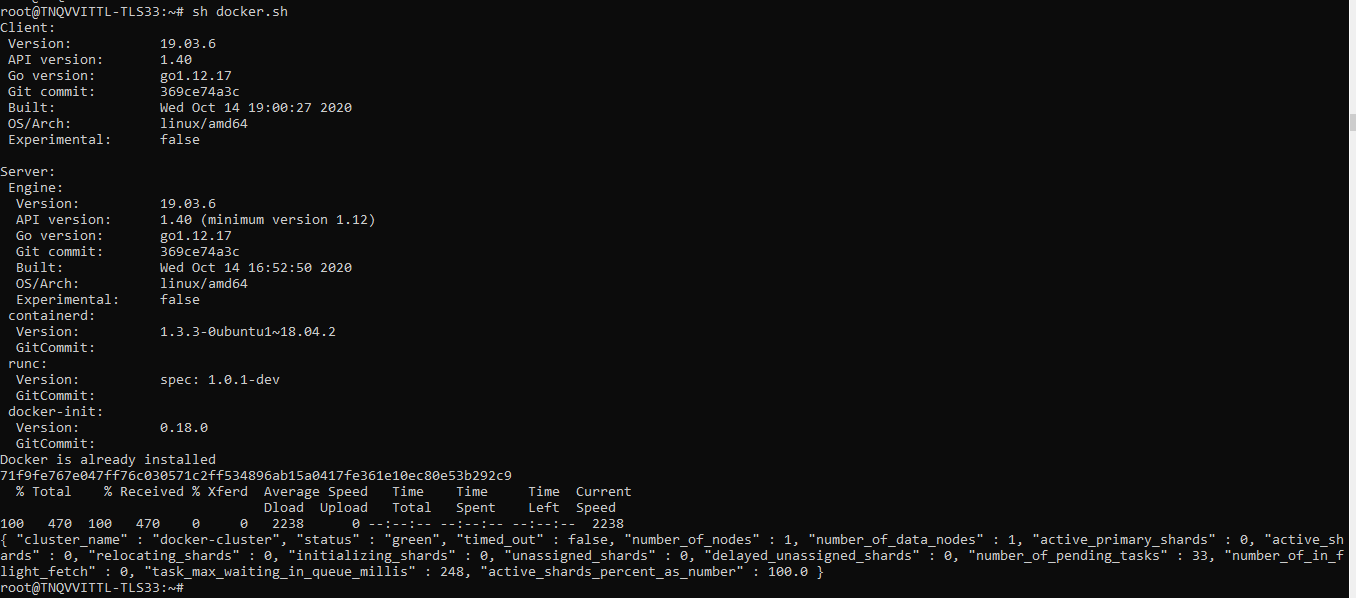 root@TNQVVITTL-TLS33:~# sh docker.sh
Client:
 Version:           19.03.6
 API version:       1.40
 Go version:        go1.12.17
 Git commit:        369ce74a3c
 Built:             Wed Oct 14 19:00:27 2020
 OS/Arch:           linux/amd64
 Experimental:      false

Server:
 Engine:
  Version:          19.03.6
  API version:      1.40 (minimum version 1.12)
  Go version:       go1.12.17
  Git commit:       369ce74a3c
  Built:            Wed Oct 14 16:52:50 2020
  OS/Arch:          linux/amd64
  Experimental:     false
 containerd:
  Version:          1.3.3-0ubuntu1~18.04.2
  GitCommit:
 runc:
  Version:          spec: 1.0.1-dev
  GitCommit:
 docker-init:
  Version:          0.18.0
  GitCommit:
Docker is already installed
71f9fe767e047ff76c030571c2ff534896ab15a0417fe361e10ec80e53b292c9
  % Total    % Received % Xferd  Average Speed   Time    Time     Time  Current
                                 Dload  Upload   Total   Spent    Left  Speed
100   470  100   470    0     0   2238      0 --:--:-- --:--:-- --:--:--  2238
{ "cluster_name" : "docker-cluster", "status" : "green", "timed_out" : false, "number_of_nodes" : 1, "number_of_data_nodes" : 1, "active_primary_shards" : 0, "active_sh
ards" : 0, "relocating_shards" : 0, "initializing_shards" : 0, "unassigned_shards" : 0, "delayed_unassigned_shards" : 0, "number_of_pending_tasks" : 33, "number_of_in_f
light_fetch" : 0, "task_max_waiting_in_queue_millis" : 248, "active_shards_percent_as_number" : 100.0 }
root@TNQVVITTL-TLS33:~#